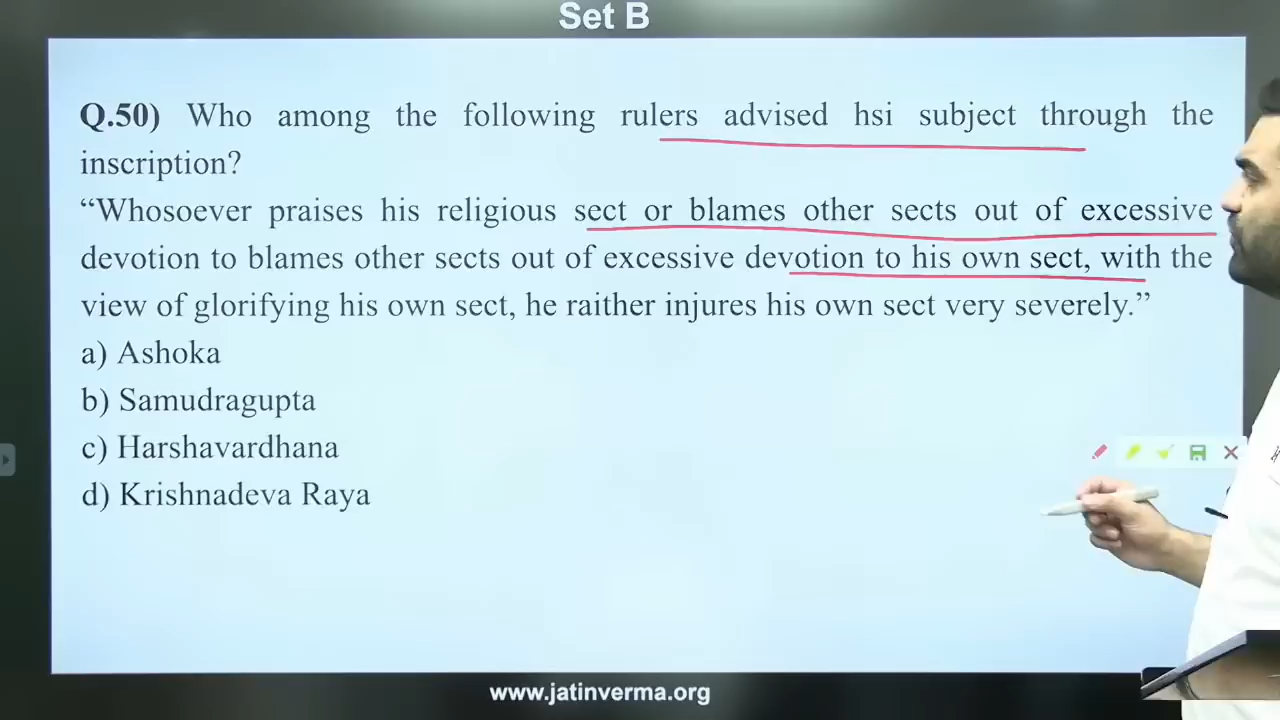 Set B
Q.50) Who among the following rulers advised hsi subject through the
inscription?
“Whosoever praises his religious sect or blames other sects out of excessive
devotion to blames other sects out of excessive devotion to his own sect, with the
view of glorifying his own sect, he raither injures his own sect very severely.”
a) Ashoka
b) Samudragupta
c) Harshavardhana
d) Krishnadeva Raya
www.jatinverma.org